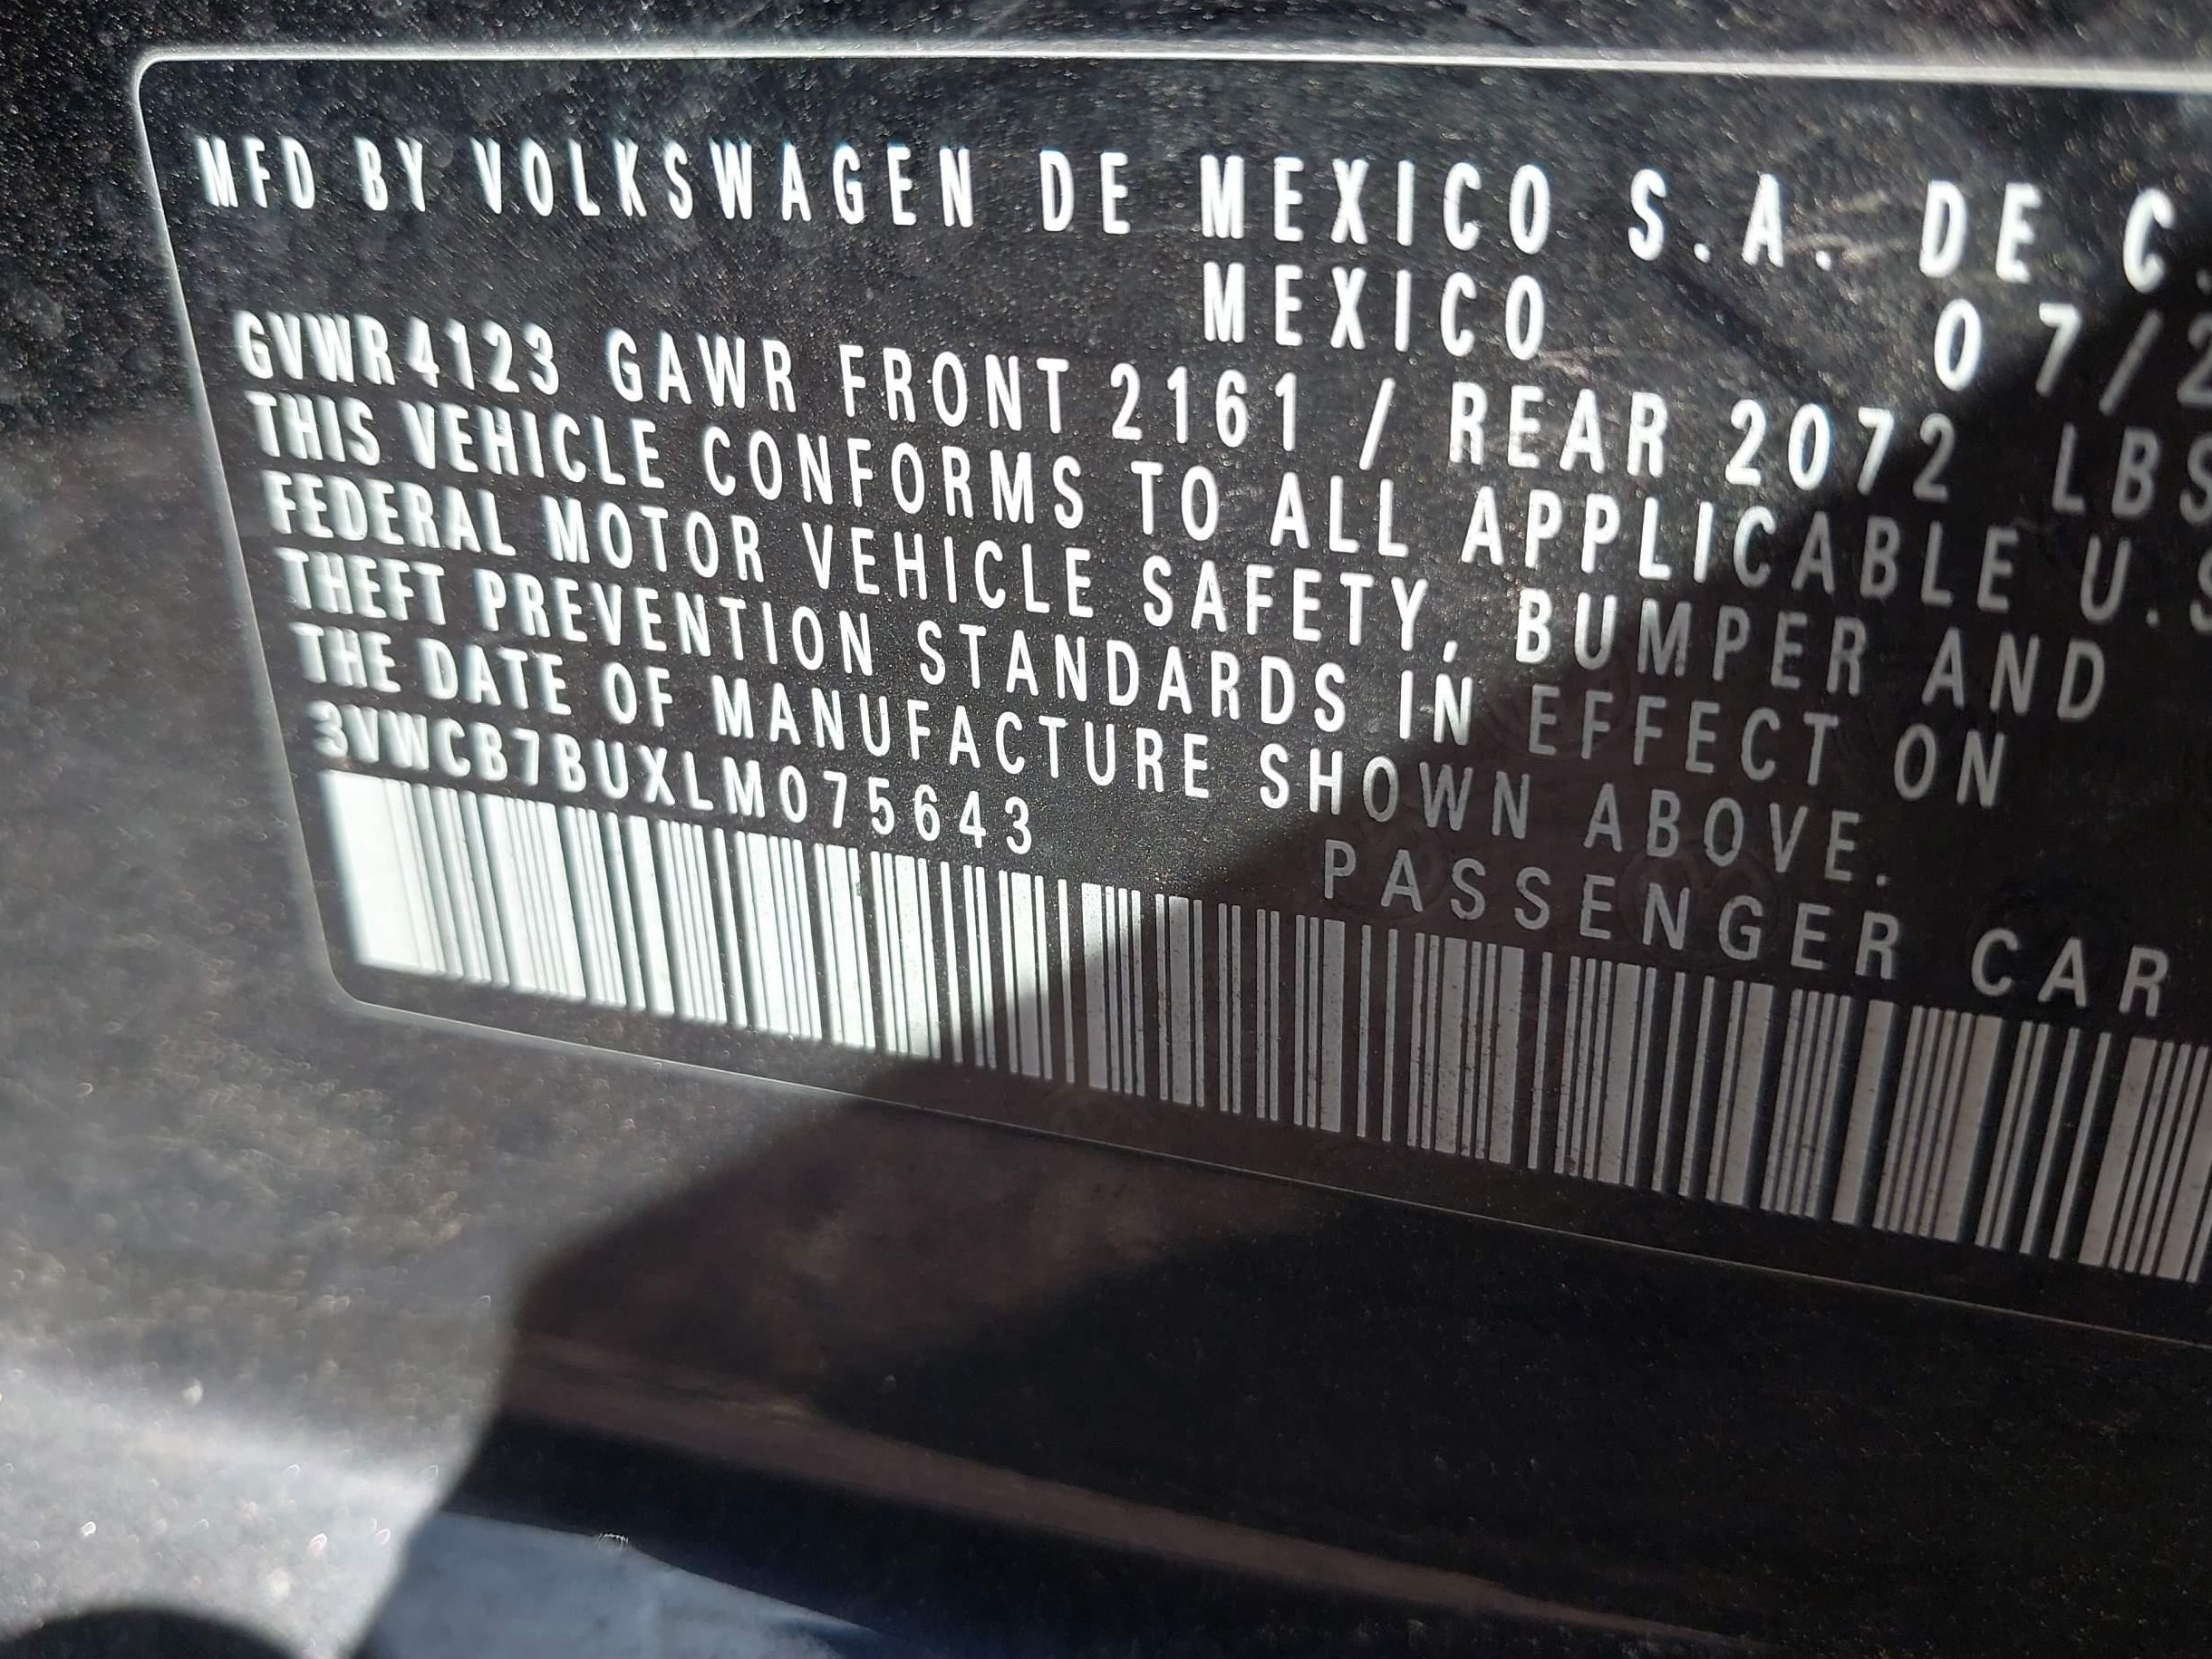 MFD BY VOLKSWAGEN DE MEXICO S.A. DE C.
MEXICO 07/2
GVWR4123 GAWR FRONT 2161 / REAR 2072 LBS
THIS VEHICLE CONFORMS TO ALL APPLICABLE U.S
FEDERAL MOTOR VEHICLE SAFETY, BUMPER AND
THEFT PREVENTION STANDARDS IN EFFECT ON
THE DATE OF MANUFACTURE SHOWN ABOVE.
3VWCB7BUXLM075643 PASSENGER CAR